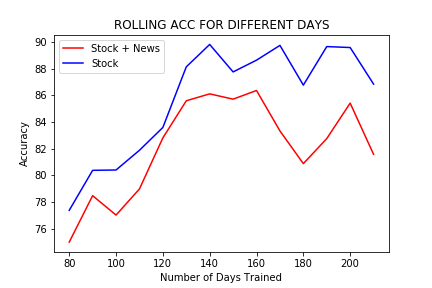 ROLLING ACC FOR DIFFERENT DAYS
Stock + News
Stock
90
88
86
84
82
80
78
76
Accuracy
80 100 120 140 160 180 200
Number of Days Trained